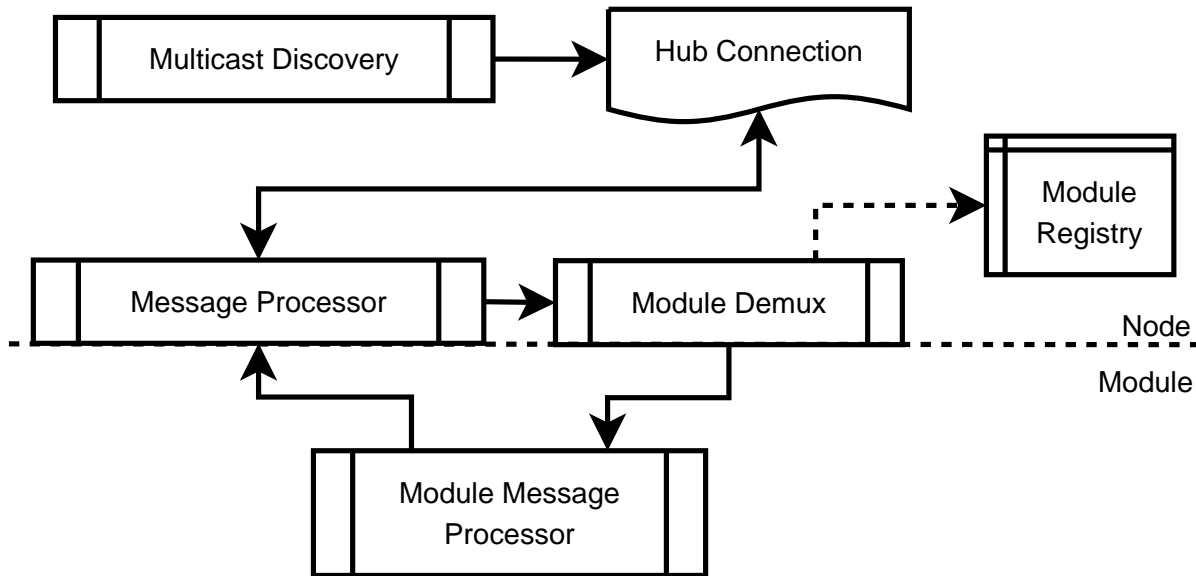 Multicast Discovery
Hub Connection
Module
Registry
Message Processor
Module Demux
Node
Module
Module Message
Processor